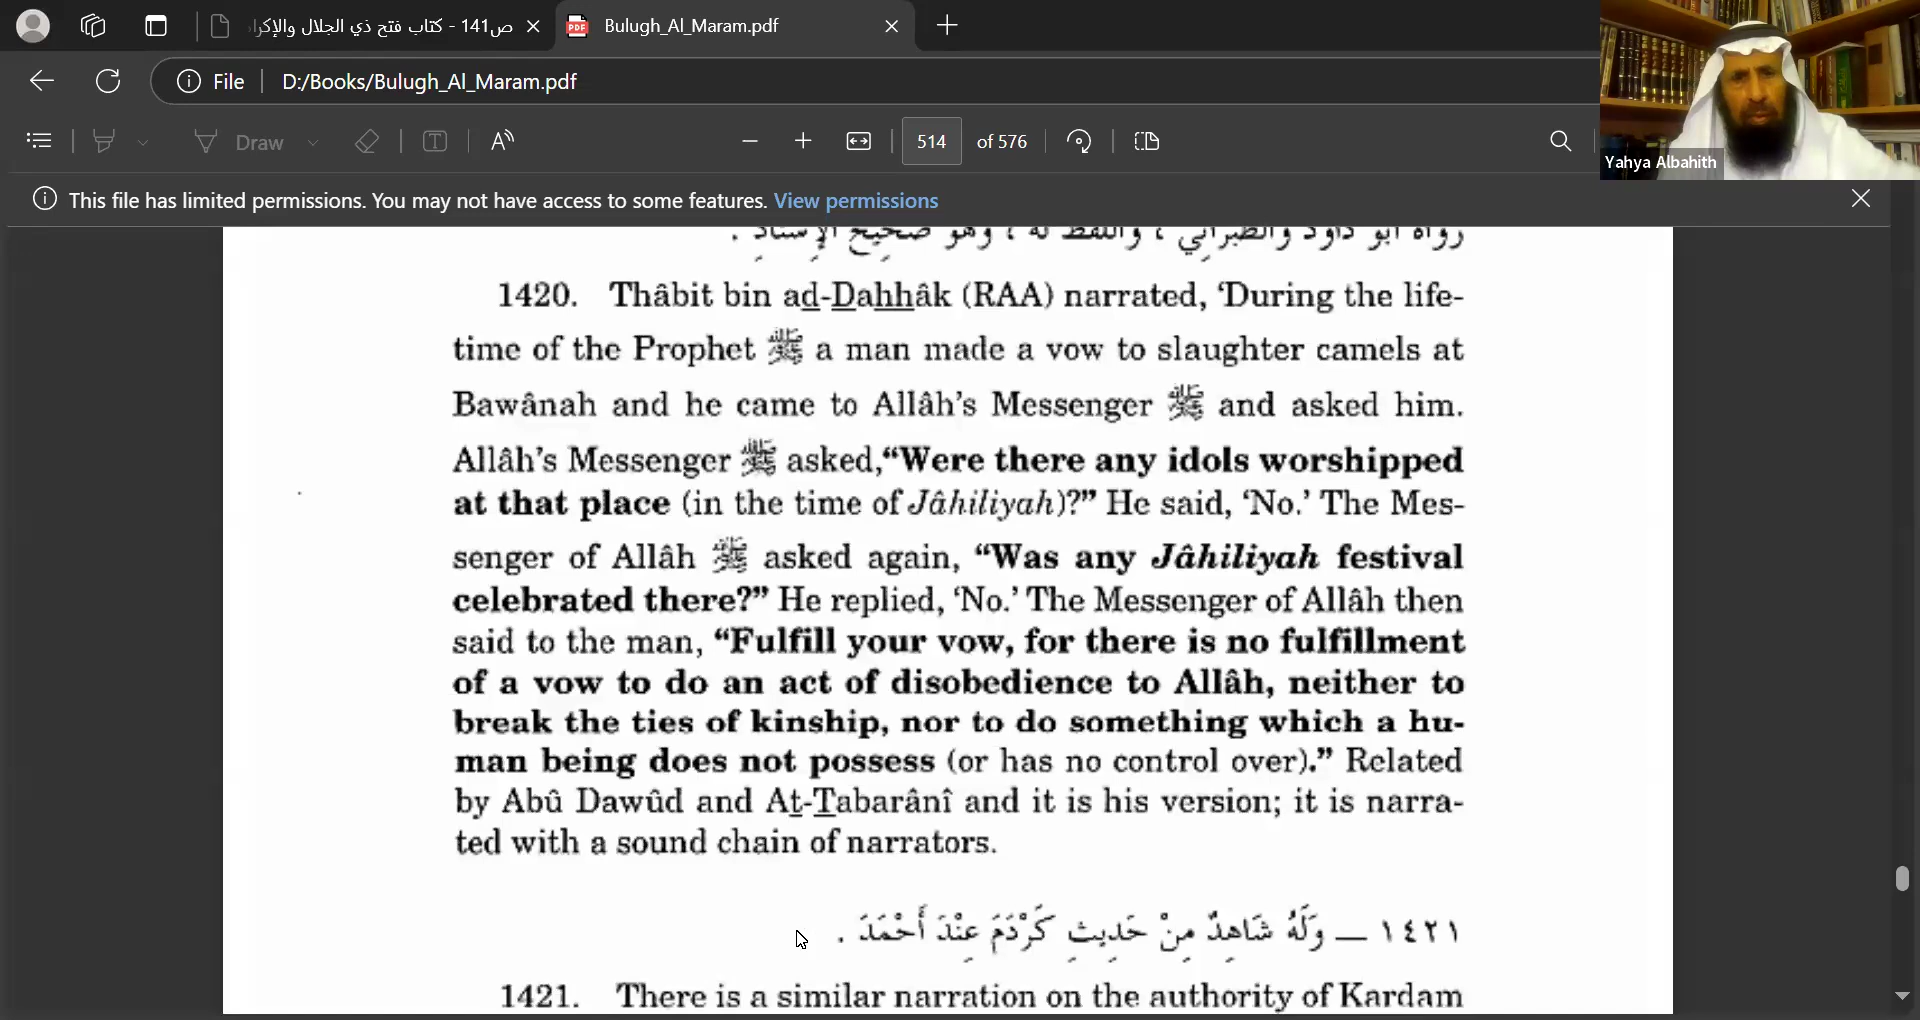 ص141 - كتاب فتح ذي الجلال والإكرا
Bulugh_Al_Maram.pdf
File
D:/Books/Bulugh_Al_Maram.pdf
Draw
514 of 576
Yahya Albahith
This file has limited permissions. You may not have access to some features. View permissions
رواه أبو داود والطبراني ، واللفظ له ، وهو صَحِيحُ الإِسنادِ .
1420. Thâbit bin ad-Dahhâk (RAA) narrated, ‘During the life-
time of the Prophet ﷺ a man made a vow to slaughter camels at
Bawânah and he came to Allâh’s Messenger ﷺ and asked him.
Allâh’s Messenger ﷺ asked,“Were there any idols worshipped
at that place (in the time of Jâhiliyah)?” He said, ‘No.’ The Mes-
senger of Allâh ﷺ asked again, “Was any Jâhiliyah festival
celebrated there?” He replied, ‘No.’ The Messenger of Allâh then
said to the man, “Fulfill your vow, for there is no fulfillment
of a vow to do an act of disobedience to Allâh, neither to
break the ties of kinship, nor to do something which a hu-
man being does not possess (or has no control over).” Related
by Abû Dawûd and At-Tabarânî and it is his version; it is narra-
ted with a sound chain of narrators.
١٤٢١ — وَلَهُ شَاهِدٌ مِنْ حَدِيثِ كَرْدَمَ عِنْدَ أَحْمَدَ .
1421. There is a similar narration on the authority of Kardam